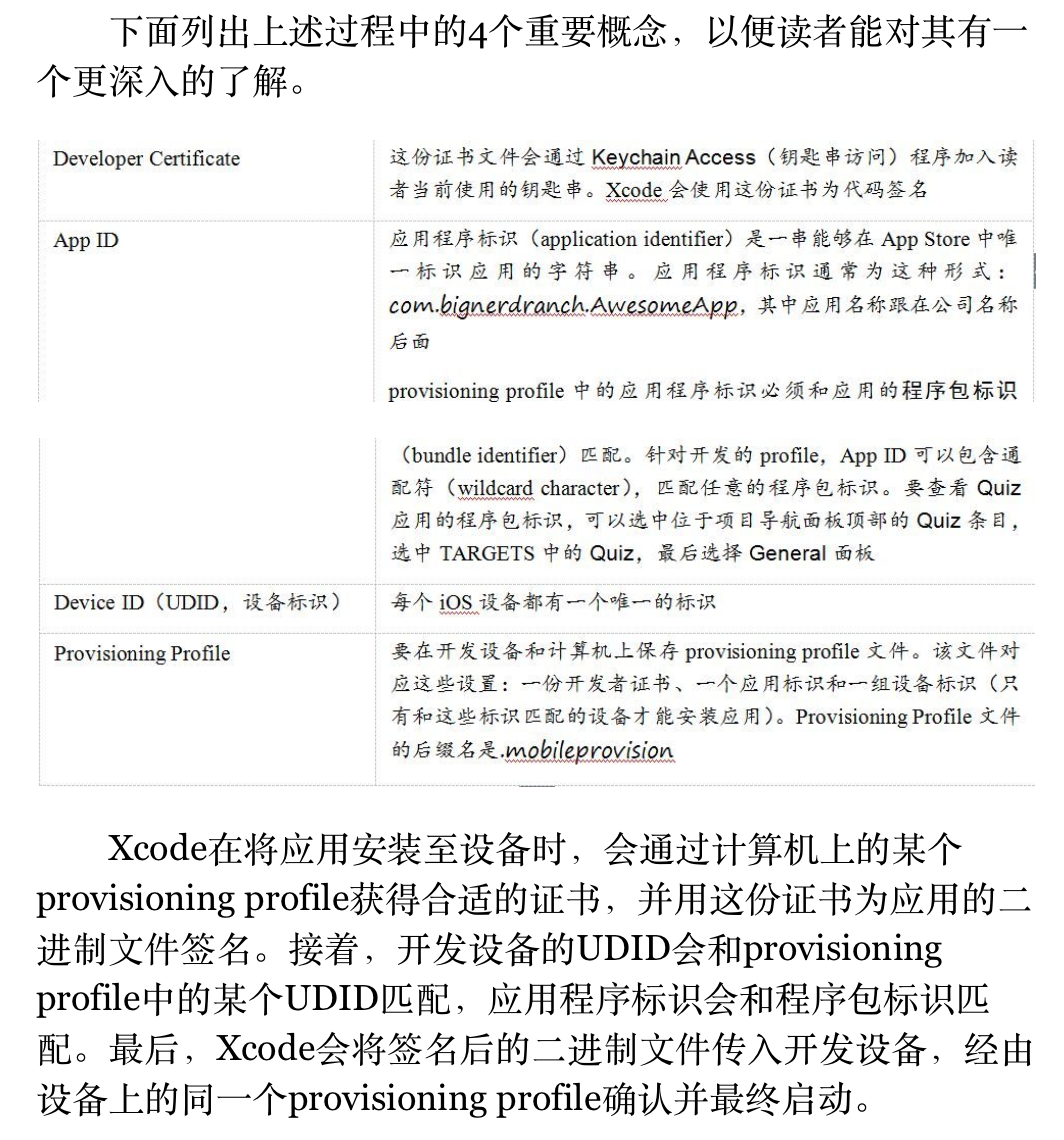 下面列出上述过程中的4个重要概念，以便读者能对其有一
个更深入的了解。
Developer Certificate
这份证书文件会通过 Keychain Access（钥匙串访问）程序加入读
者当前使用的钥匙串。Xcode 会使用这份证书为代码签名
App ID
应用程序标识（application identifier）是一串能够在 App Store 中唯
一标识应用的字符串。应用程序标识通常为这种形式：
com.bignerdranch.AwesomeApp，其中应用名称跟在公司名称
后面
provisioning profile 中的应用程序标识必须和应用的程序包标识
（bundle identifier）匹配。针对开发的 profile，App ID 可以包含通
配符（wildcard character），匹配任意的程序包标识。要查看 Quiz
应用的程序包标识，可以选中位于项目导航面板顶部的 Quiz 条目，
选中 TARGETS 中的 Quiz，最后选择 General 面板
Device ID（UDID，设备标识）
每个 iOS 设备都有一个唯一的标识
Provisioning Profile
要在开发设备和计算机上保存 provisioning profile 文件。该文件对
应这些设置：一份开发者证书、一个应用标识和一组设备标识（只
有和这些标识匹配的设备才能安装应用）。Provisioning Profile 文件
的后缀名是.mobileprovision
Xcode在将应用安装至设备时，会通过计算机上的某个
provisioning profile获得合适的证书，并用这份证书为应用的二
进制文件签名。接着，开发设备的UDID会和provisioning
profile中的某个UDID匹配，应用程序标识会和程序包标识匹
配。最后，Xcode会将签名后的二进制文件传入开发设备，经由
设备上的同一个provisioning profile确认并最终启动。